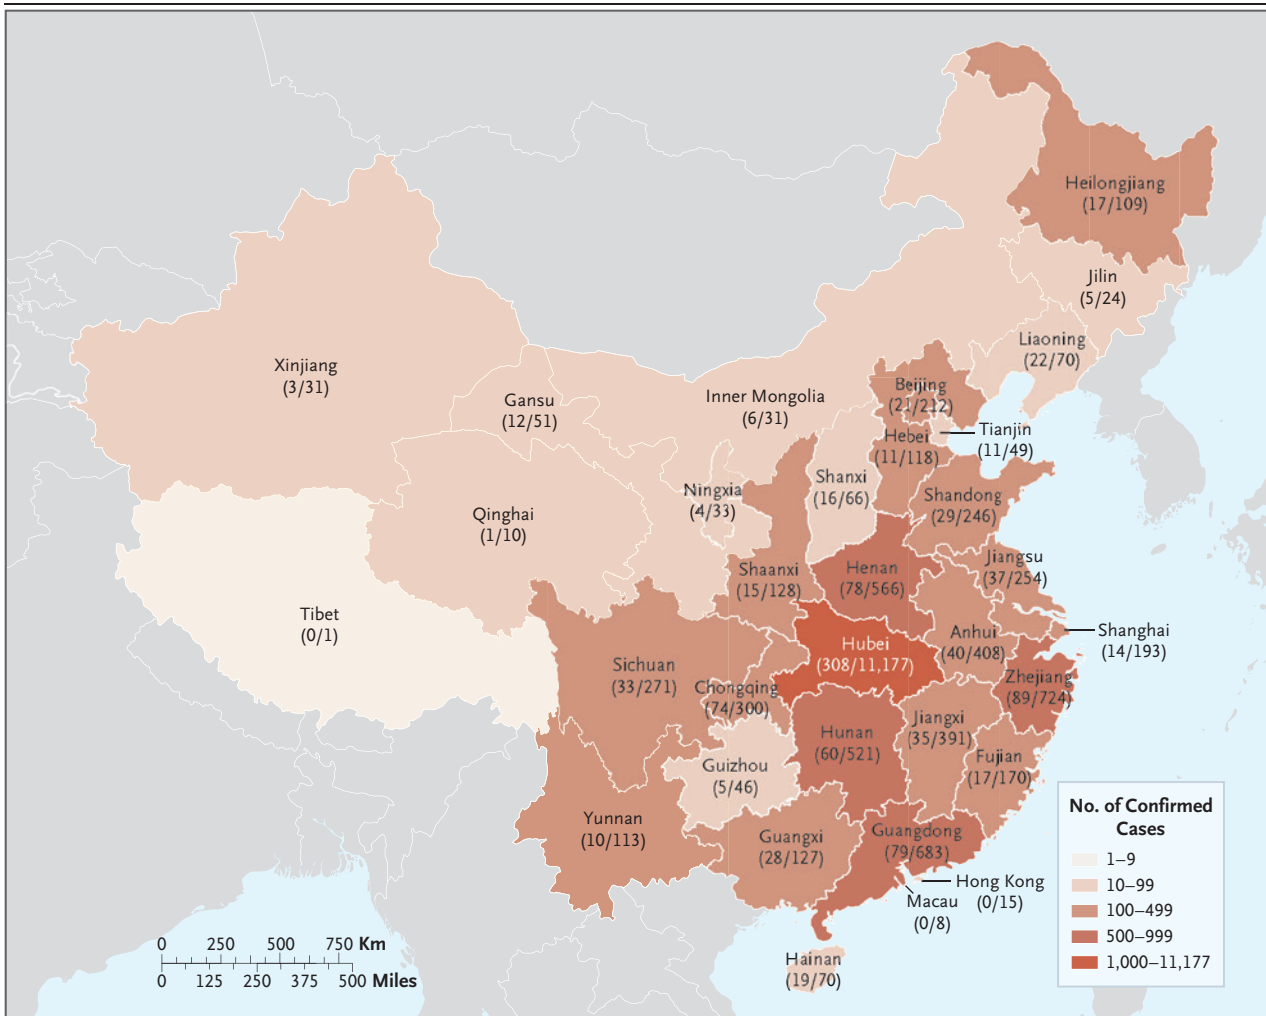 Heilongjiang
(17/109)
Jilin
(5/24)
Liaoning
(22/70)
Xinjiang
(3/31)
Gansu
(12/51)
Inner Mongolia
(6/31)
Beijing
(21/212)
Tianjin
(11/49)
Hebei
(11/118)
Shanxi
(16/66)
Ningxia
(4/33)
Shandong
(29/246)
Qinghai
(1/10)
Shaanxi
(15/128)
Henan
(78/566)
Jiangsu
(37/254)
Tibet
(0/1)
Hubei
(308/11,177)
Anhui
(40/408)
Shanghai
(14/193)
Sichuan
(33/271)
Chongqing
(74/300)
Zhejiang
(89/724)
Hunan
(60/521)
Jiangxi
(35/391)
Fujian
(17/170)
Guizhou
(5/46)
Yunnan
(10/113)
Guangxi
(28/127)
Guangdong
(79/683)
Hong Kong
(0/15)
Macau
(0/8)
Hainan
(19/70)
No. of Confirmed
Cases
1–9
10–99
100–499
500–999
1,000–11,177
0 250 500 750 Km
0 125 250 375 500 Miles